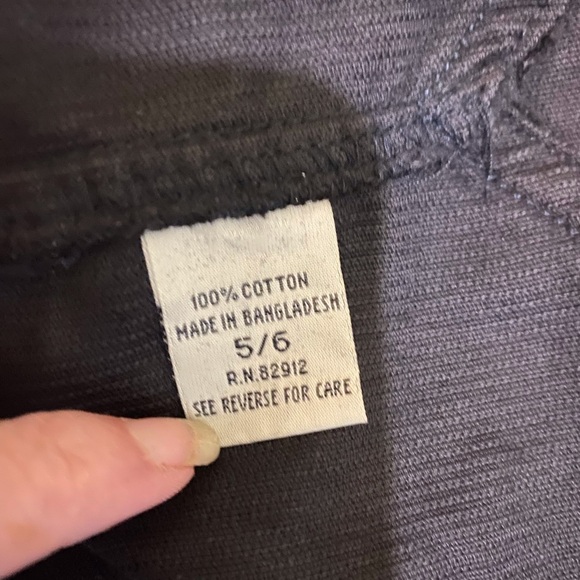 100% COTTON
MADE IN BANGLADESH
5/6
R.N.82912
SEE REVERSE FOR CARE